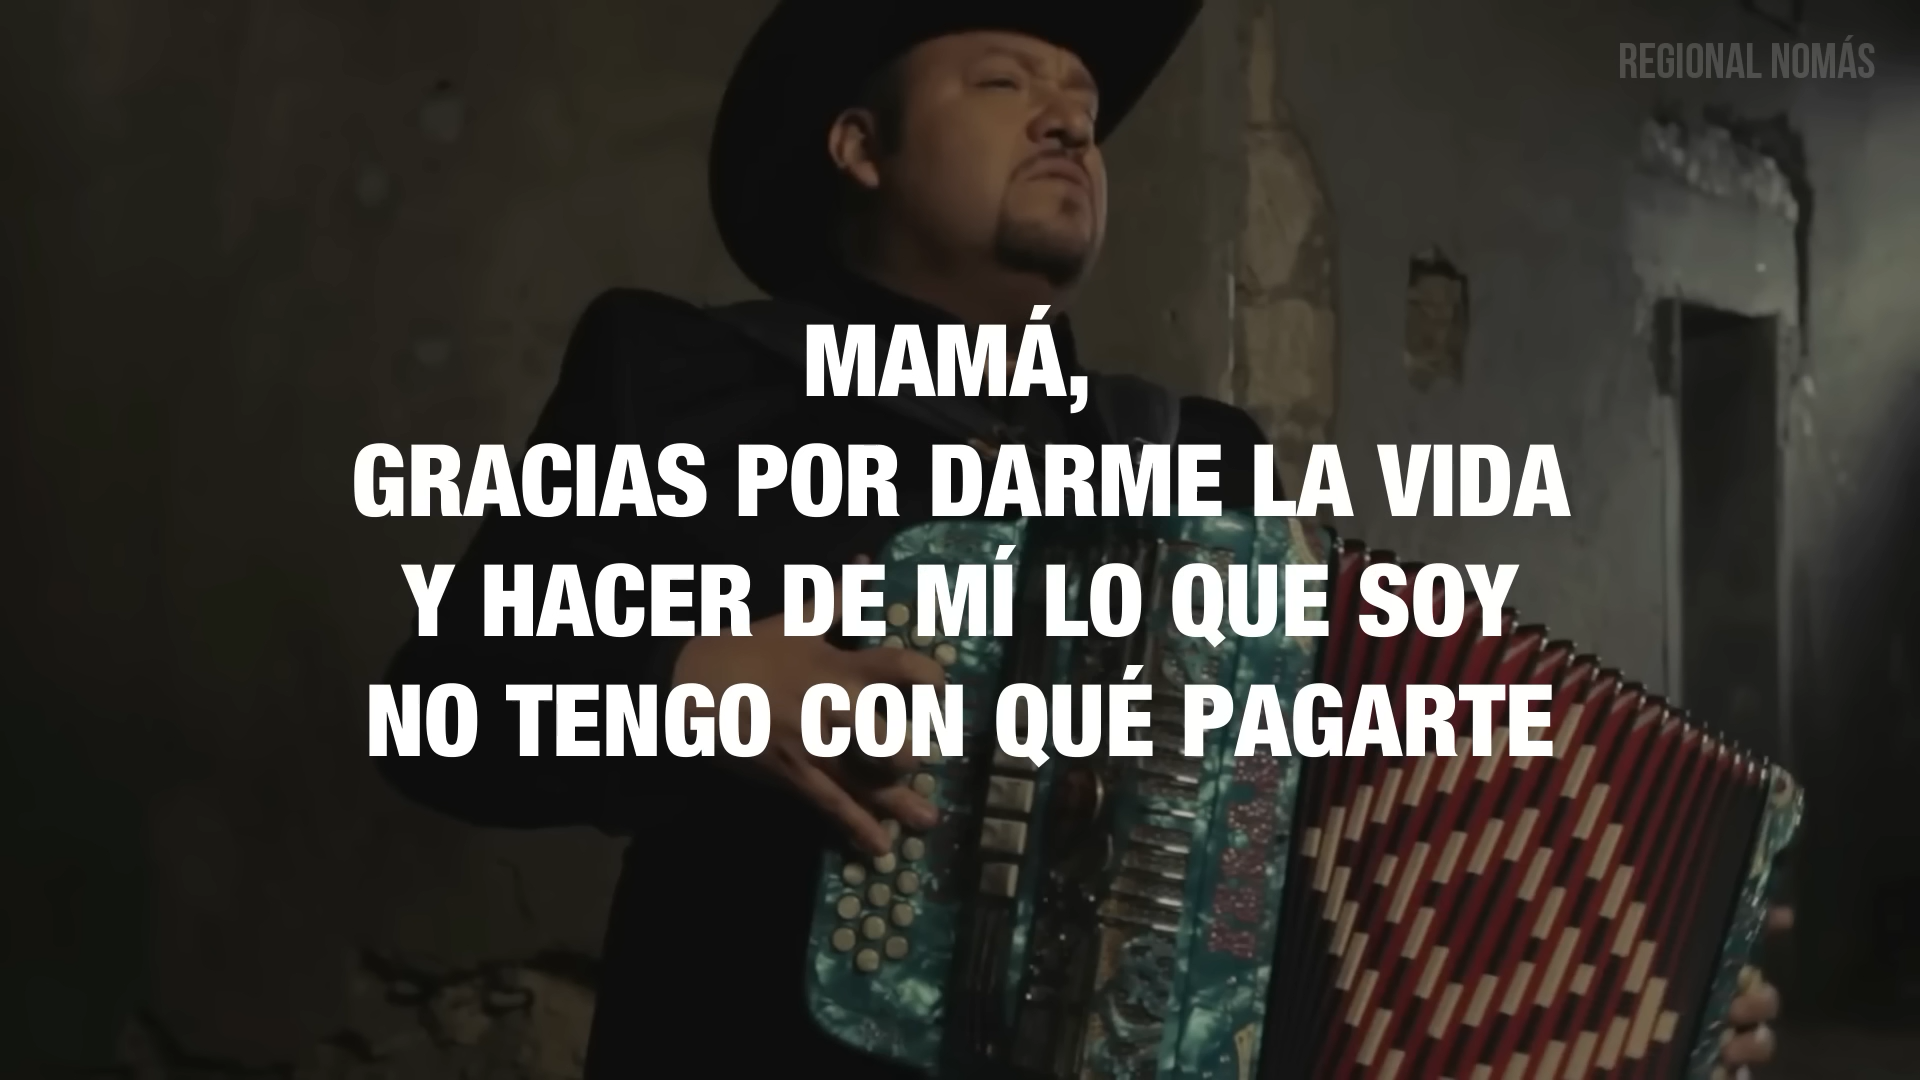 REGIONAL NOMÁS
MAMÁ,
GRACIAS POR DARME LA VIDA
Y HACER DE MÍ LO QUE SOY
NO TENGO CON QUÉ PAGARTE